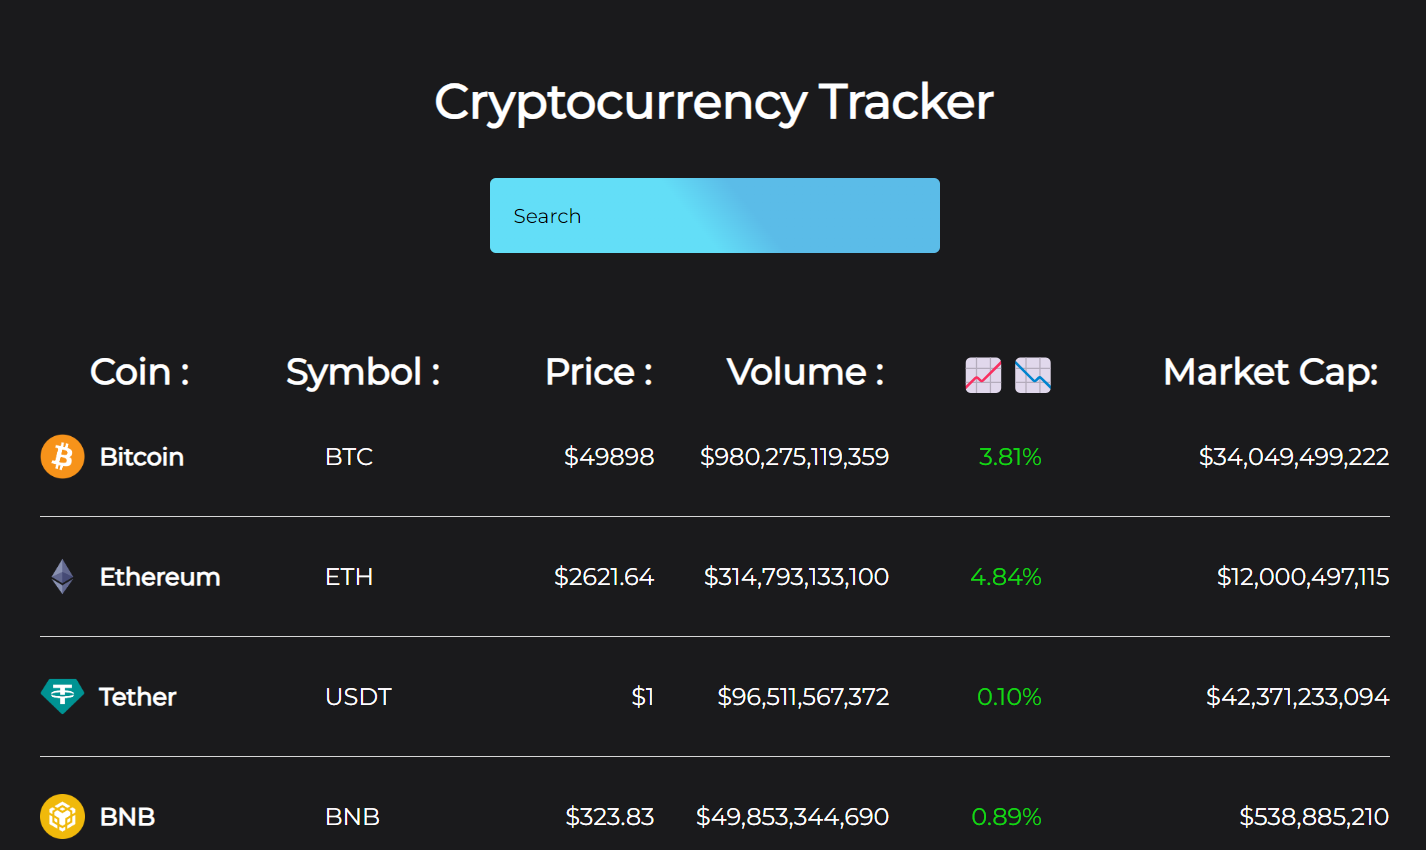 Cryptocurrency Tracker
Search
Coin : Symbol : Price : Volume : Market Cap:
Bitcoin BTC $49898 $980,275,119,359 3.81% $34,049,499,222
Ethereum ETH $2621.64 $314,793,133,100 4.84% $12,000,497,115
Tether USDT $1 $96,511,567,372 0.10% $42,371,233,094
BNB BNB $323.83 $49,853,344,690 0.89% $538,885,210